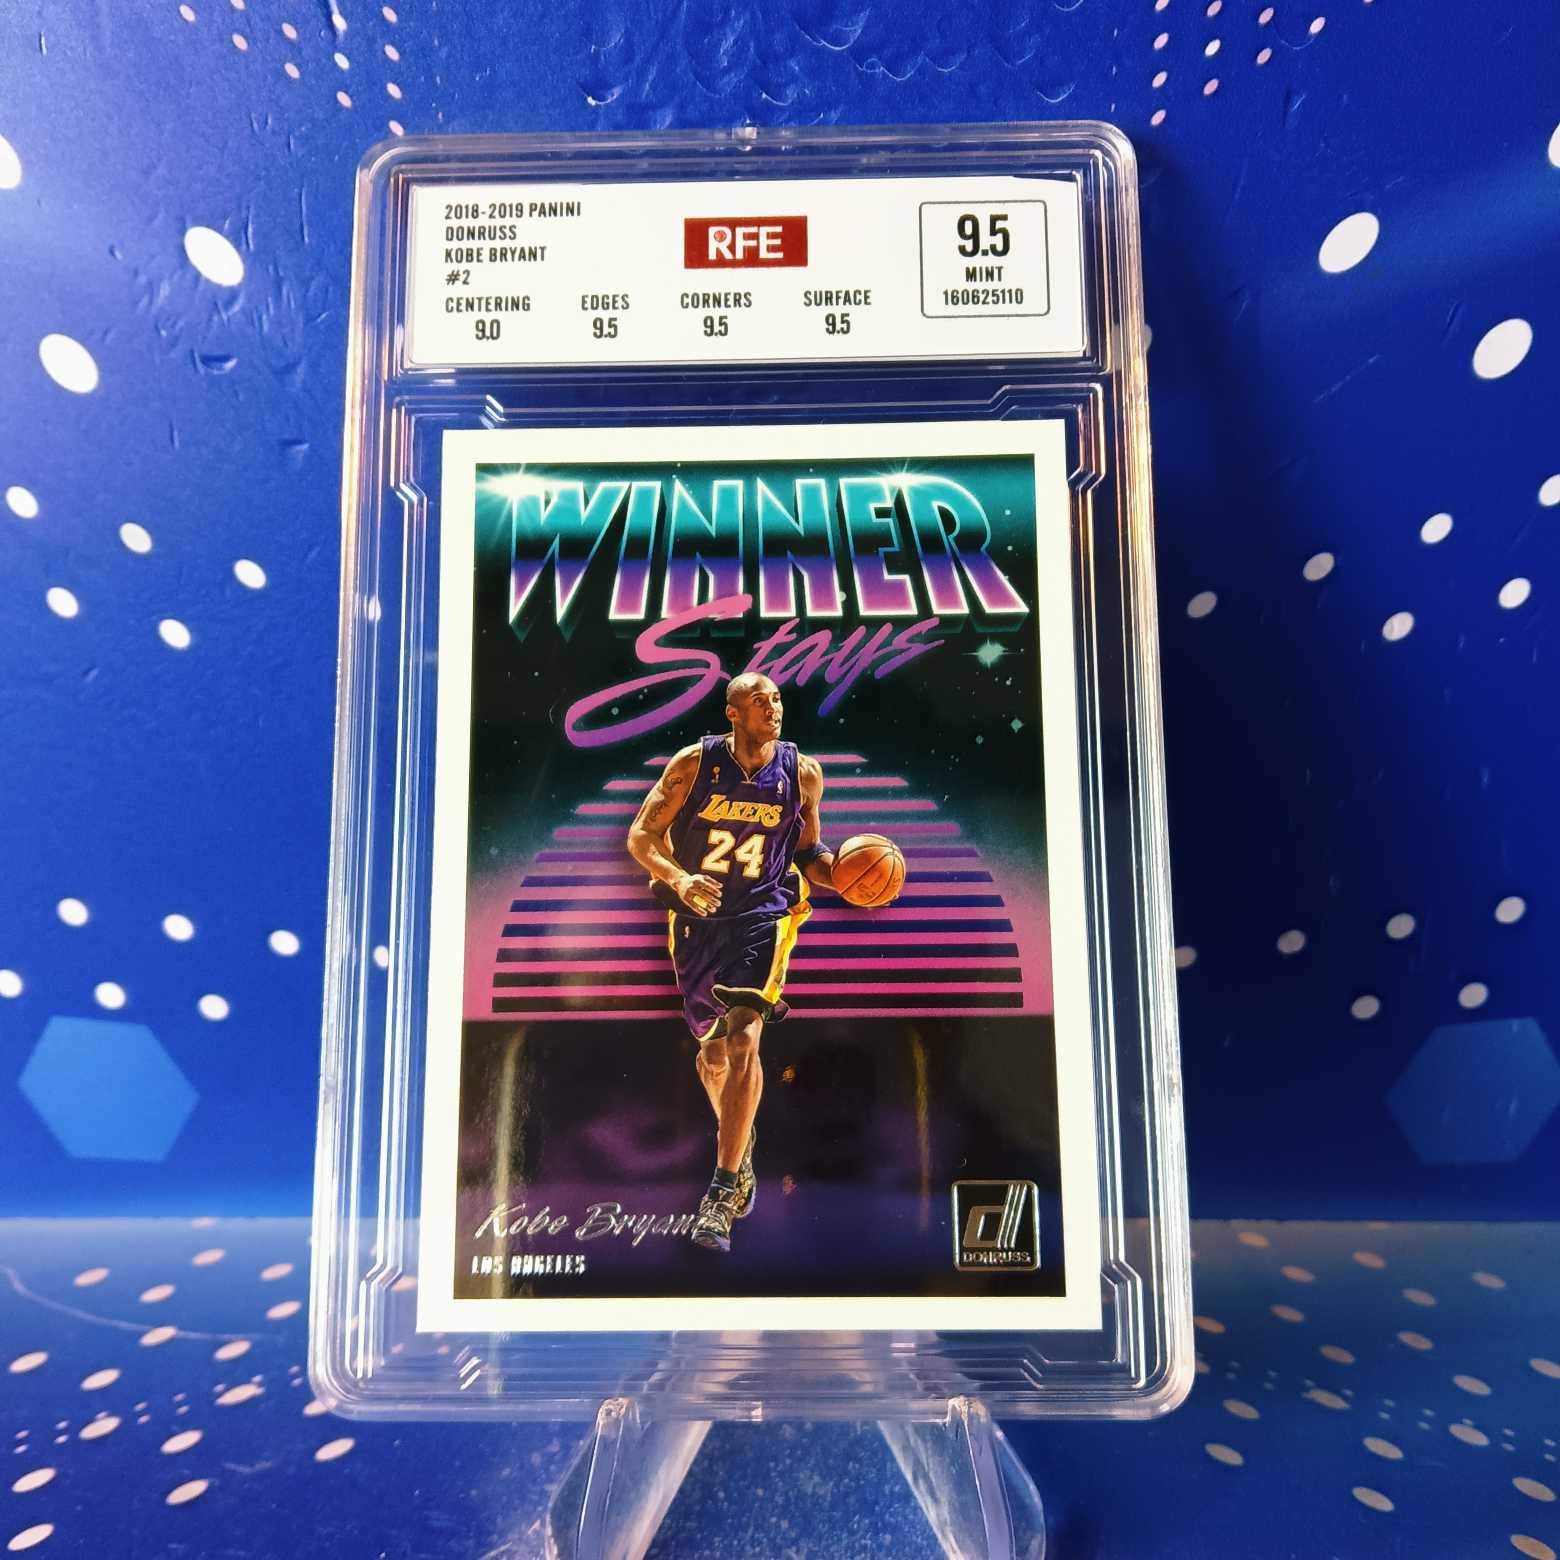 2018-2019 PANINI
DONRUSS
KOBE BRYANT
#2
RFE
9.5
MINT
160625110
CENTERING EDGES CORNERS SURFACE
9.0 9.5 9.5 9.5
WINNER
Stays
LAKERS
24
Kobe Bryant
LOS ANGELES
d
DONRUSS